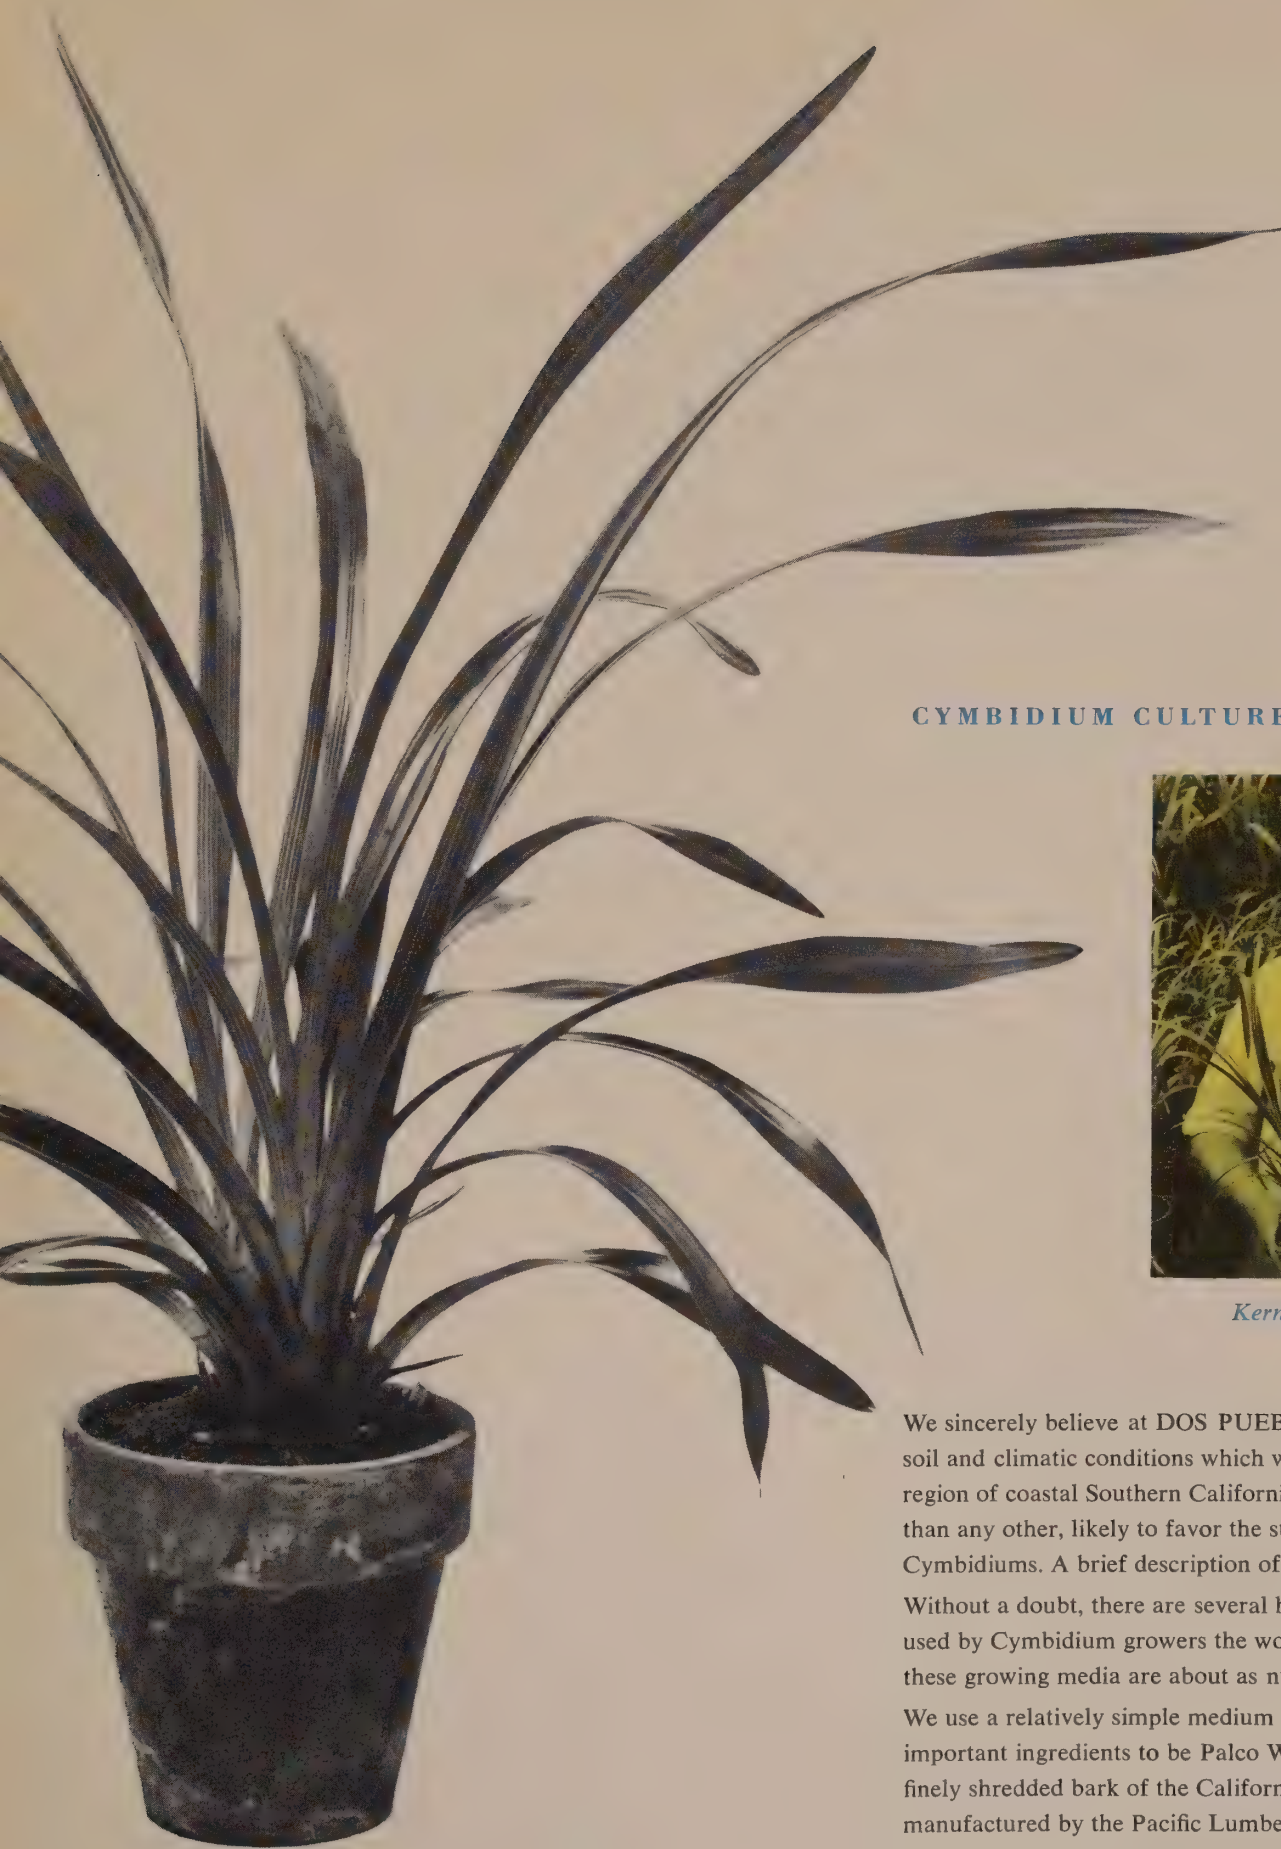 CYMBIDIUM CULTURE
Kern
We sincerely believe at DOS PUEB
soil and climatic conditions which w
region of coastal Southern Californi
than any other, likely to favor the s
Cymbidiums. A brief description of
Without a doubt, there are several
used by Cymbidium growers the wo
these growing media are about as n
We use a relatively simple medium
important ingredients to be Palco W
finely shredded bark of the Californ
manufactured by the Pacific Lumbe